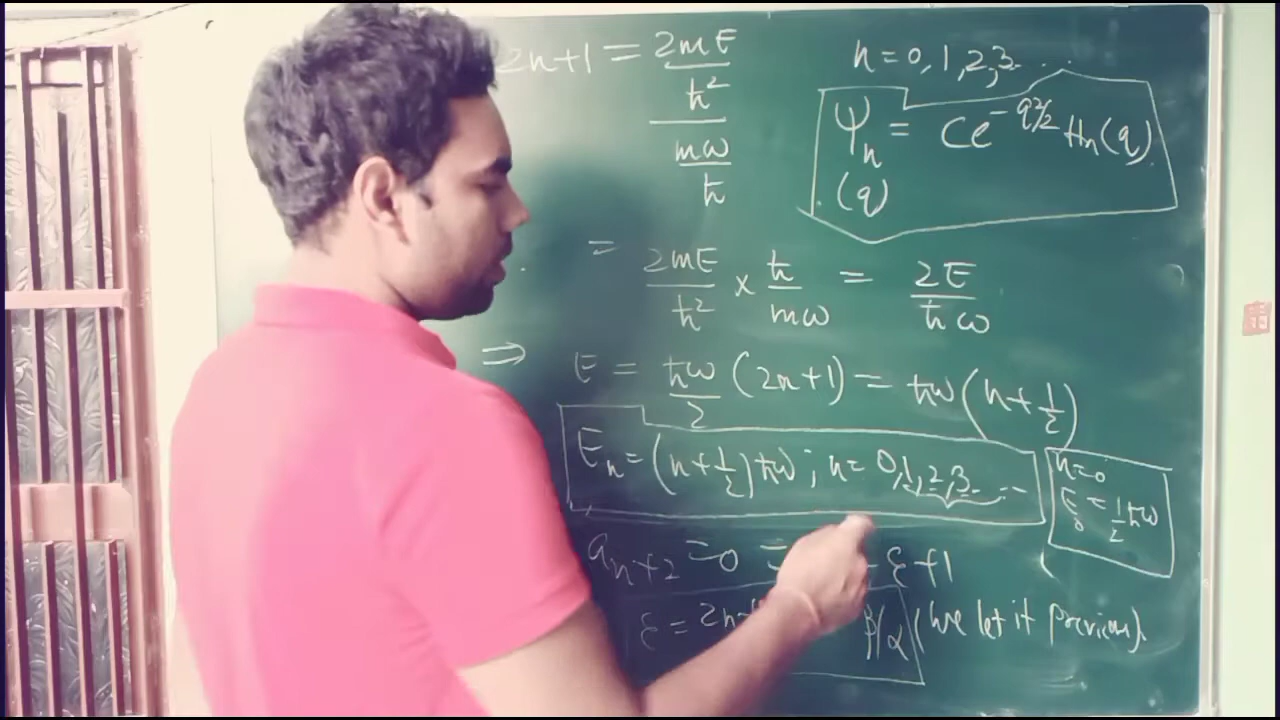 2n+1 = 2mE/ħ² / mω/ħ
n = 0, 1, 2, 3. . . .
ψn (q) = Ce^-q²/2 Hn(q).
= 2mE/ħ² × ħ/mω = 2E/ħω
⇒ E = ħω/2 (2n+1) = ħω(n+1/2)
En = (n+1/2)ħω ; n = 0,1,2,3. - - -
n=0
E0 = 1/2 ħω
an+2 = 0 = ε+1
ε = 2n+ β/α (We let it previous).